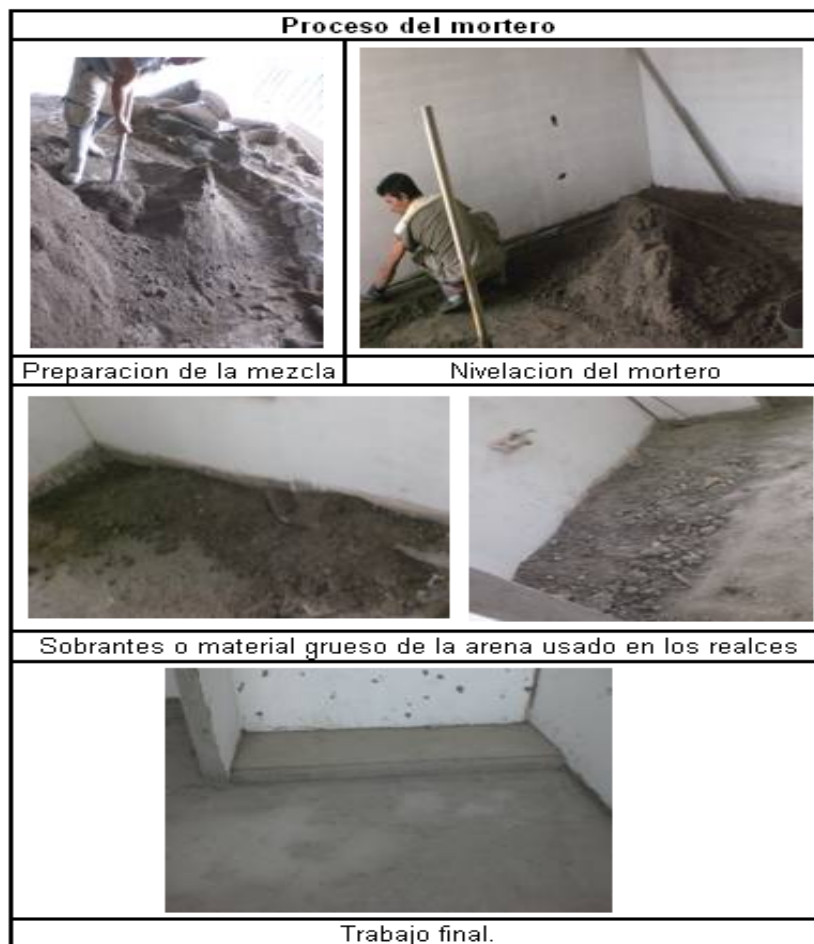 Proceso del mortero
Preparacion de la mezcla
Nivelacion del mortero
Sobrantes o material grueso de la arena usado en los realces
Trabajo final.